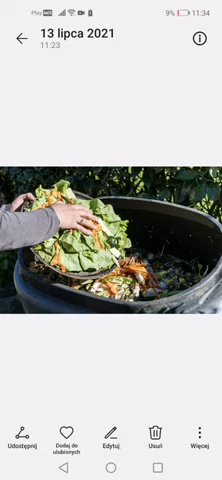 Play
9% 11:34
13 lipca 2021
11:23
Udostępnij
Dodaj do
ulubionych
Edytuj
Usuń
Więcej